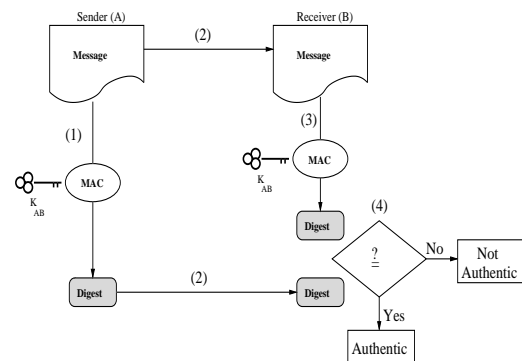 Sender (A)
Receiver (B)
Message
(2)
Message
(1)
(3)
MAC
K
AB
MAC
K
AB
Digest
(4)
?
=
No
Not
Authentic
Digest
(2)
Digest
Yes
Authentic